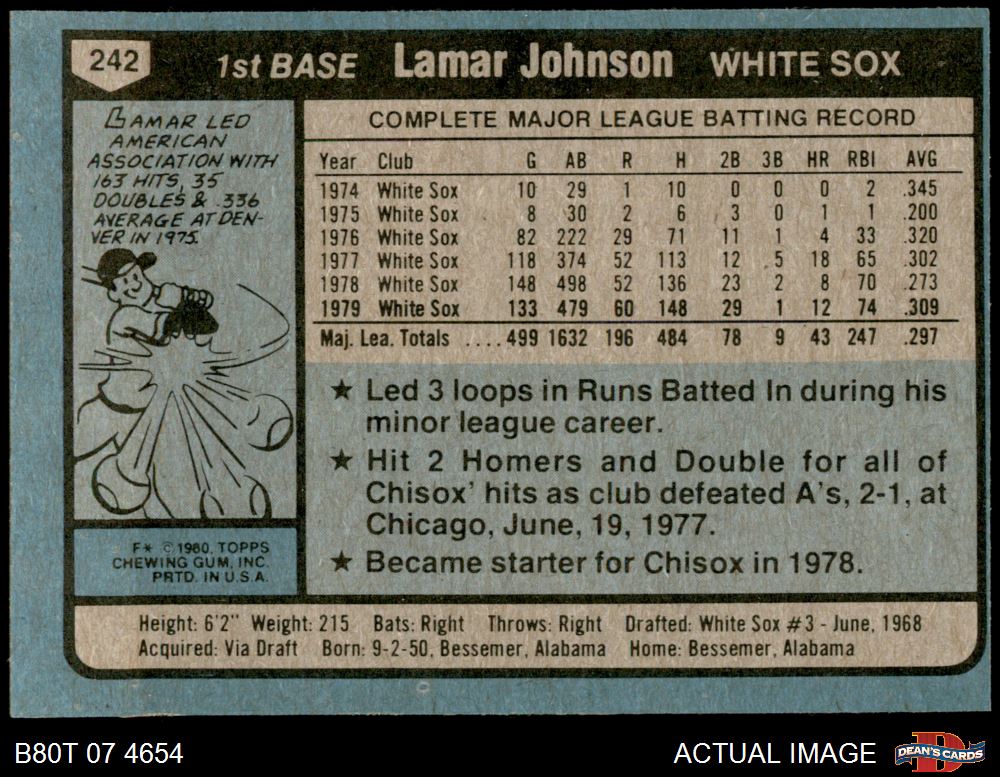 242 1st BASE Lamar Johnson WHITE SOX
LAMAR LED
AMERICAN
ASSOCIATION WITH
163 HITS, 35
DOUBLES & .336
AVERAGE AT DEN-
VER IN 1975.
COMPLETE MAJOR LEAGUE BATTING RECORD
Year Club G AB R H 2B 3B HR RBI AVG
1974 White Sox 10 29 1 10 0 0 0 2 .345
1975 White Sox 8 30 2 6 3 0 1 1 .200
1976 White Sox 82 222 29 71 11 1 4 33 .320
1977 White Sox 118 374 52 113 12 5 18 65 .302
1978 White Sox 148 498 52 136 23 2 8 70 .273
1979 White Sox 133 479 60 148 29 1 12 74 .309
Maj. Lea. Totals ....499 1632 196 484 78 9 43 247 .297
★ Led 3 loops in Runs Batted In during his
minor league career.
★ Hit 2 Homers and Double for all of
Chisox' hits as club defeated A's, 2-1, at
Chicago, June, 19, 1977.
★ Became starter for Chisox in 1978.
F* © 1980. TOPPS
CHEWING GUM, INC.
PRTD. IN U.S.A.
Height: 6'2" Weight: 215 Bats: Right Throws: Right Drafted: White Sox #3 - June, 1968
Acquired: Via Draft Born: 9-2-50, Bessemer, Alabama Home: Bessemer, Alabama
B80T 07 4654
ACTUAL IMAGE
D
DEAN'S CARDS